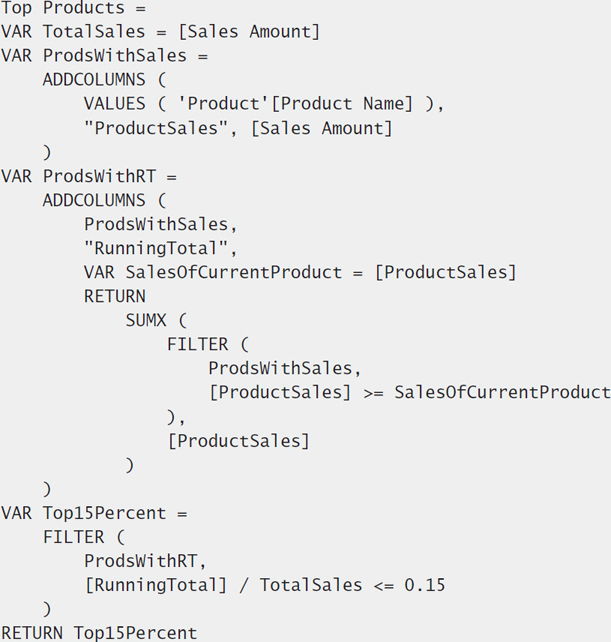 Top Products =
VAR TotalSales = [Sales Amount]
VAR ProdsWithSales =
    ADDCOLUMNS (
        VALUES ( 'Product'[Product Name] ),
        "ProductSales", [Sales Amount]
    )
VAR ProdsWithRT =
    ADDCOLUMNS (
        ProdsWithSales,
        "RunningTotal",
        VAR SalesOfCurrentProduct = [ProductSales]
        RETURN
            SUMX (
                FILTER (
                    ProdsWithSales,
                    [ProductSales] >= SalesOfCurrentProduct
                ),
                [ProductSales]
            )
    )
VAR Top15Percent =
    FILTER (
        ProdsWithRT,
        [RunningTotal] / TotalSales <= 0.15
    )
RETURN Top15Percent